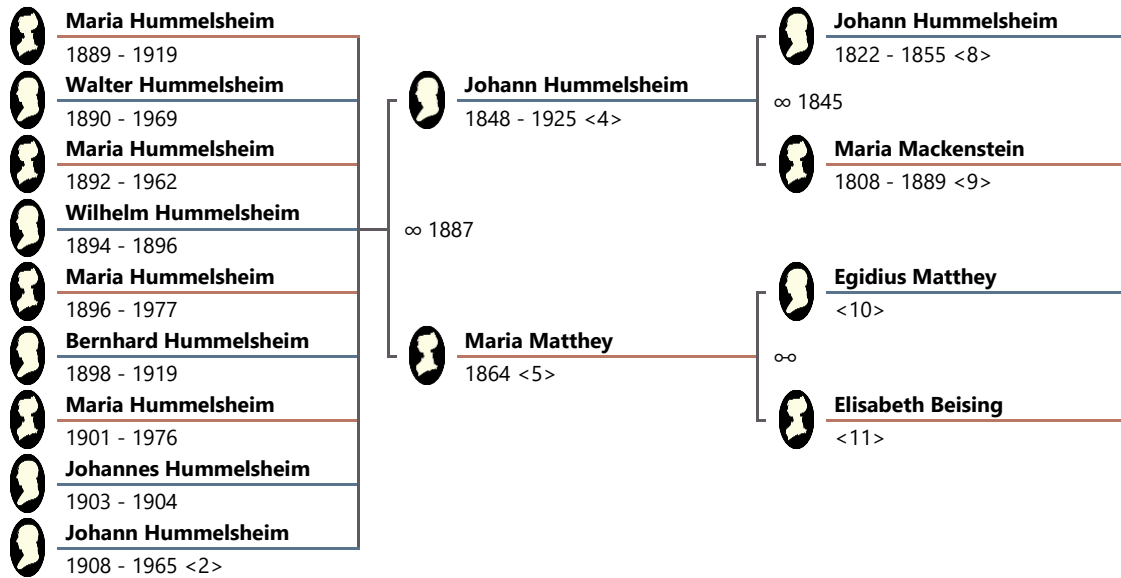 Maria Hummelsheim
1889 - 1919
Walter Hummelsheim
1890 - 1969
Maria Hummelsheim
1892 - 1962
Wilhelm Hummelsheim
1894 - 1896
Maria Hummelsheim
1896 - 1977
Bernhard Hummelsheim
1898 - 1919
Maria Hummelsheim
1901 - 1976
Johannes Hummelsheim
1903 - 1904
Johann Hummelsheim
1908 - 1965 <2>
Johann Hummelsheim
1848 - 1925 <4>
∞ 1887
Maria Matthey
1864 <5>
Johann Hummelsheim
1822 - 1855 <8>
∞ 1845
Maria Mackenstein
1808 - 1889 <9>
Egidius Matthey
<10>
⚯
Elisabeth Beising
<11>